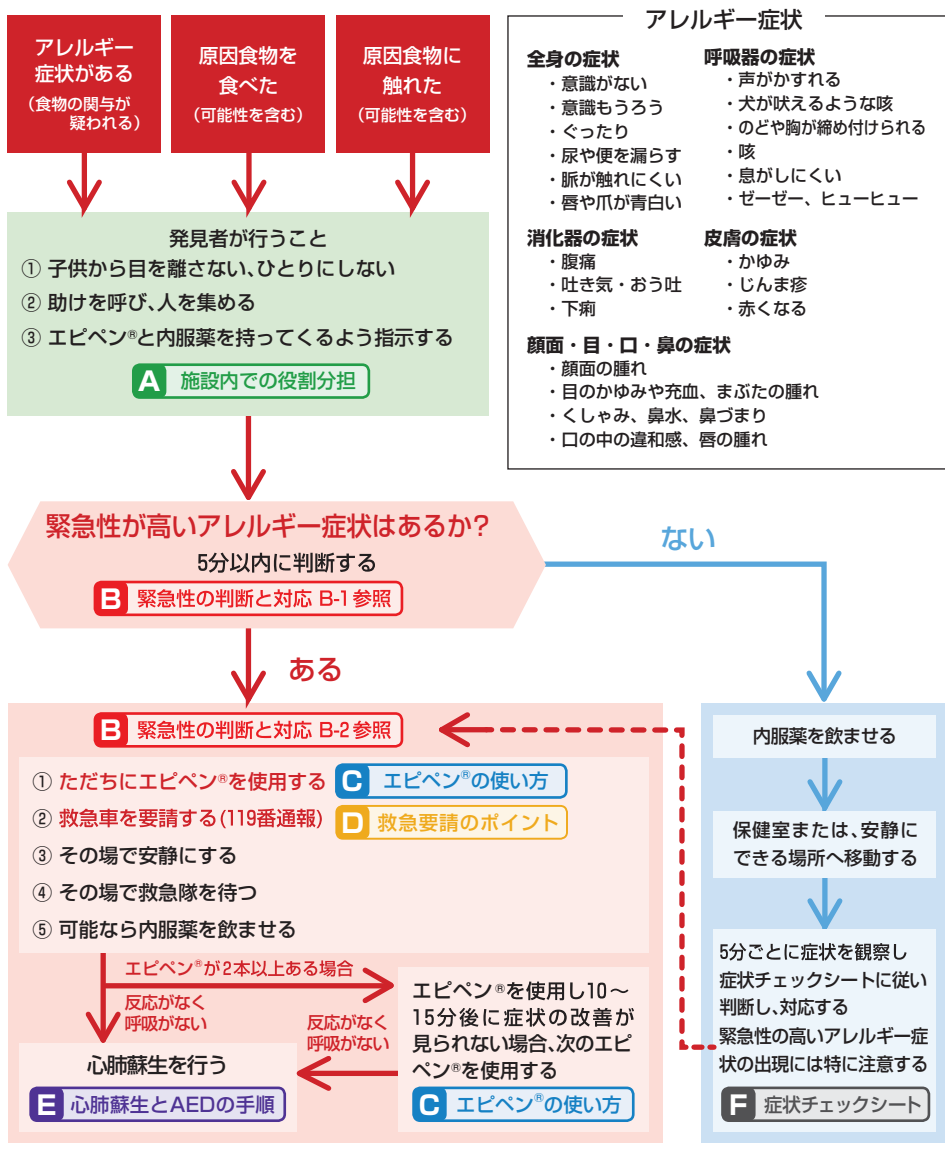 アレルギー
症状がある
(食物の関与が
疑われる)
原因食物を
食べた
(可能性を含む)
原因食物に
触れた
(可能性を含む)
アレルギー症状
全身の症状
・意識がない
・意識もうろう
・ぐったり
・尿や便を漏らす
・脈が触れにくい
・唇や爪が青白い
呼吸器の症状
・声がかすれる
・犬が吠えるような咳
・のどや胸が締め付けられる
・咳
・息がしにくい
・ゼーゼー、ヒューヒュー
消化器の症状
・腹痛
・吐き気・おう吐
・下痢
皮膚の症状
・かゆみ
・じんま疹
・赤くなる
顔面・目・口・鼻の症状
・顔面の腫れ
・目のかゆみや充血、まぶたの腫れ
・くしゃみ、鼻水、鼻づまり
・口の中の違和感、唇の腫れ
発見者が行うこと
① 子供から目を離さない、ひとりにしない
② 助けを呼び、人を集める
③ エピペン®と内服薬を持ってくるよう指示する
A 施設内での役割分担
緊急性が高いアレルギー症状はあるか?
5分以内に判断する
B 緊急性の判断と対応 B-1参照
ない
ある
B 緊急性の判断と対応 B-2参照
① ただちにエピペン®を使用する C エピペン®の使い方
② 救急車を要請する(119番通報) D 救急要請のポイント
③ その場で安静にする
④ その場で救急隊を待つ
⑤ 可能なら内服薬を飲ませる
エピペン®が2本以上ある場合
反応がなく
呼吸がない
エピペン®を使用し10〜
15分後に症状の改善が
見られない場合、次のエピ
ペン®を使用する
C エピペン®の使い方
反応がなく
呼吸がない
心肺蘇生を行う
E 心肺蘇生とAEDの手順
内服薬を飲ませる
保健室または、安静に
できる場所へ移動する
5分ごとに症状を観察し
症状チェックシートに従い
判断し、対応する
緊急性の高いアレルギー症
状の出現には特に注意する
F 症状チェックシート